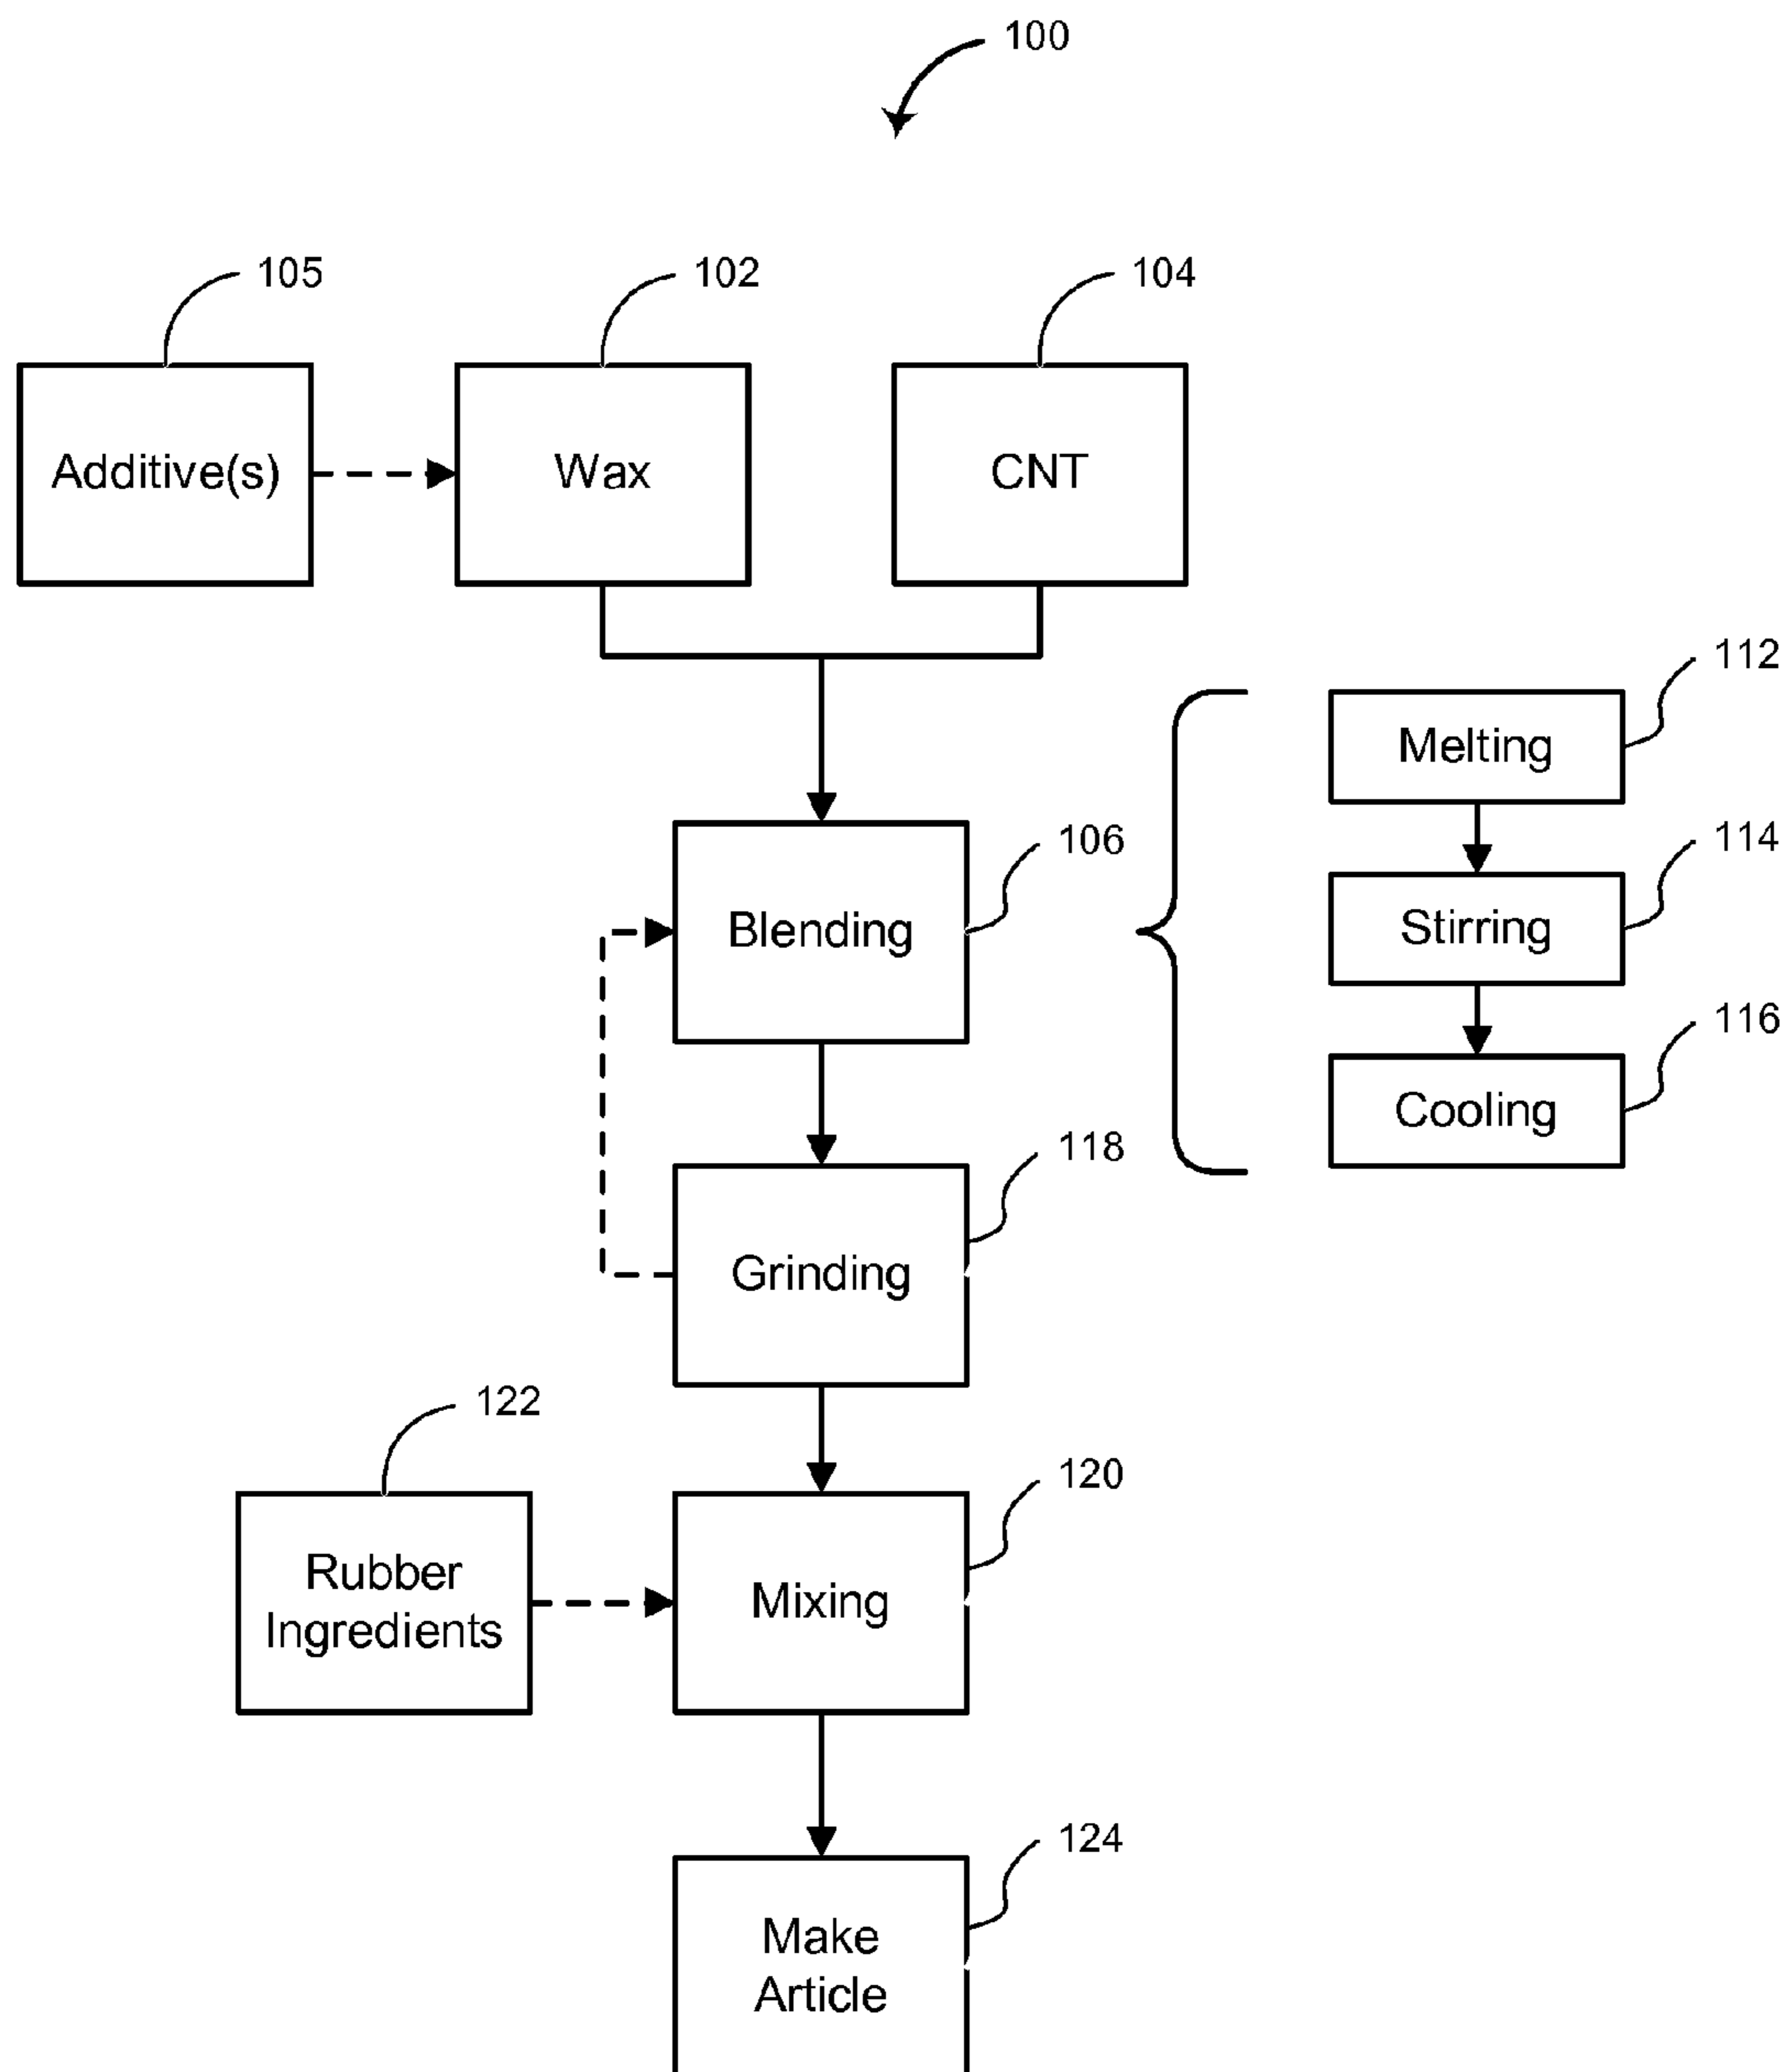 100
105
102
104
Additive(s)
Wax
CNT
112
Melting
106
114
Blending
Stirring
116
Cooling
118
Grinding
122
120
Rubber
Ingredients
Mixing
124
Make
Article